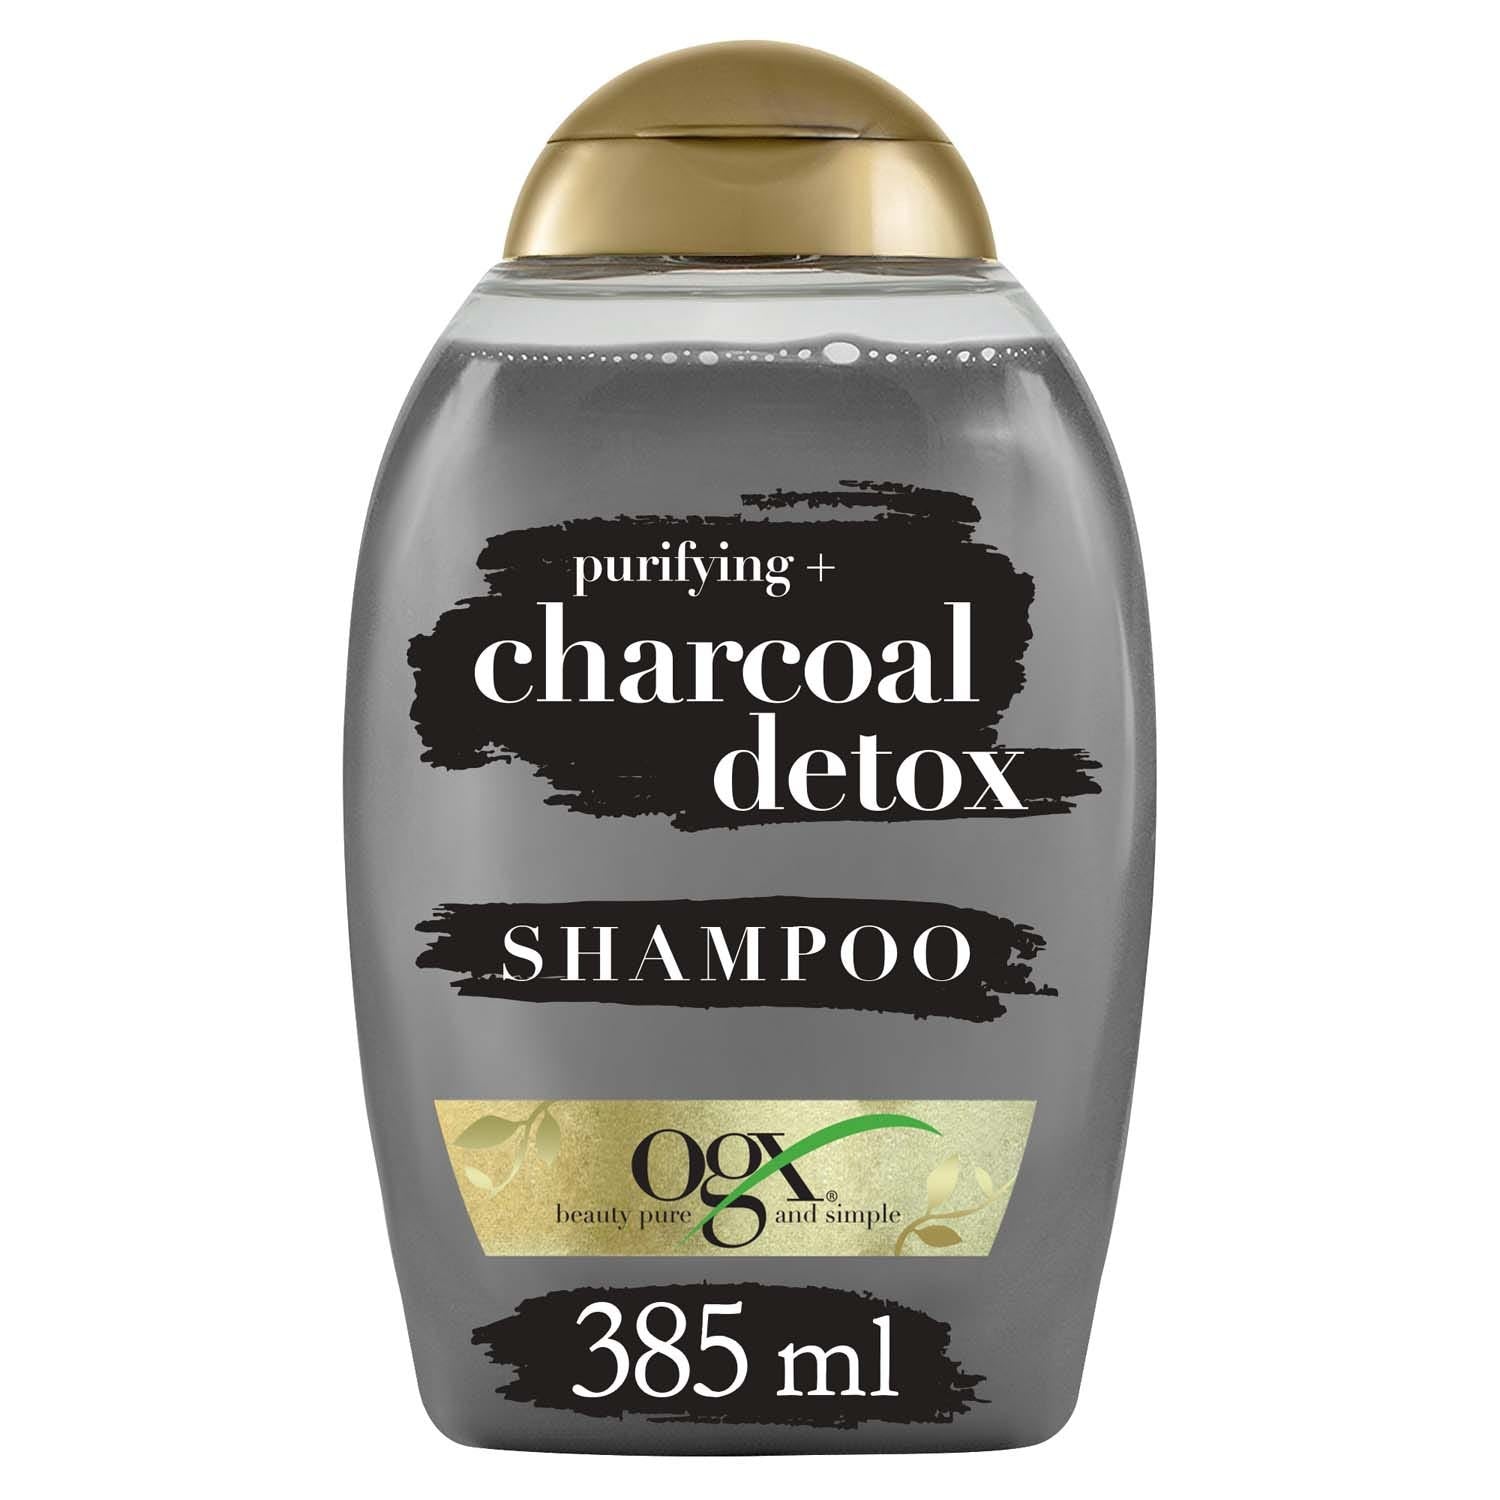 purifying +
charcoal
detox
SHAMPOO
ogx®
beauty pure and simple
385 ml